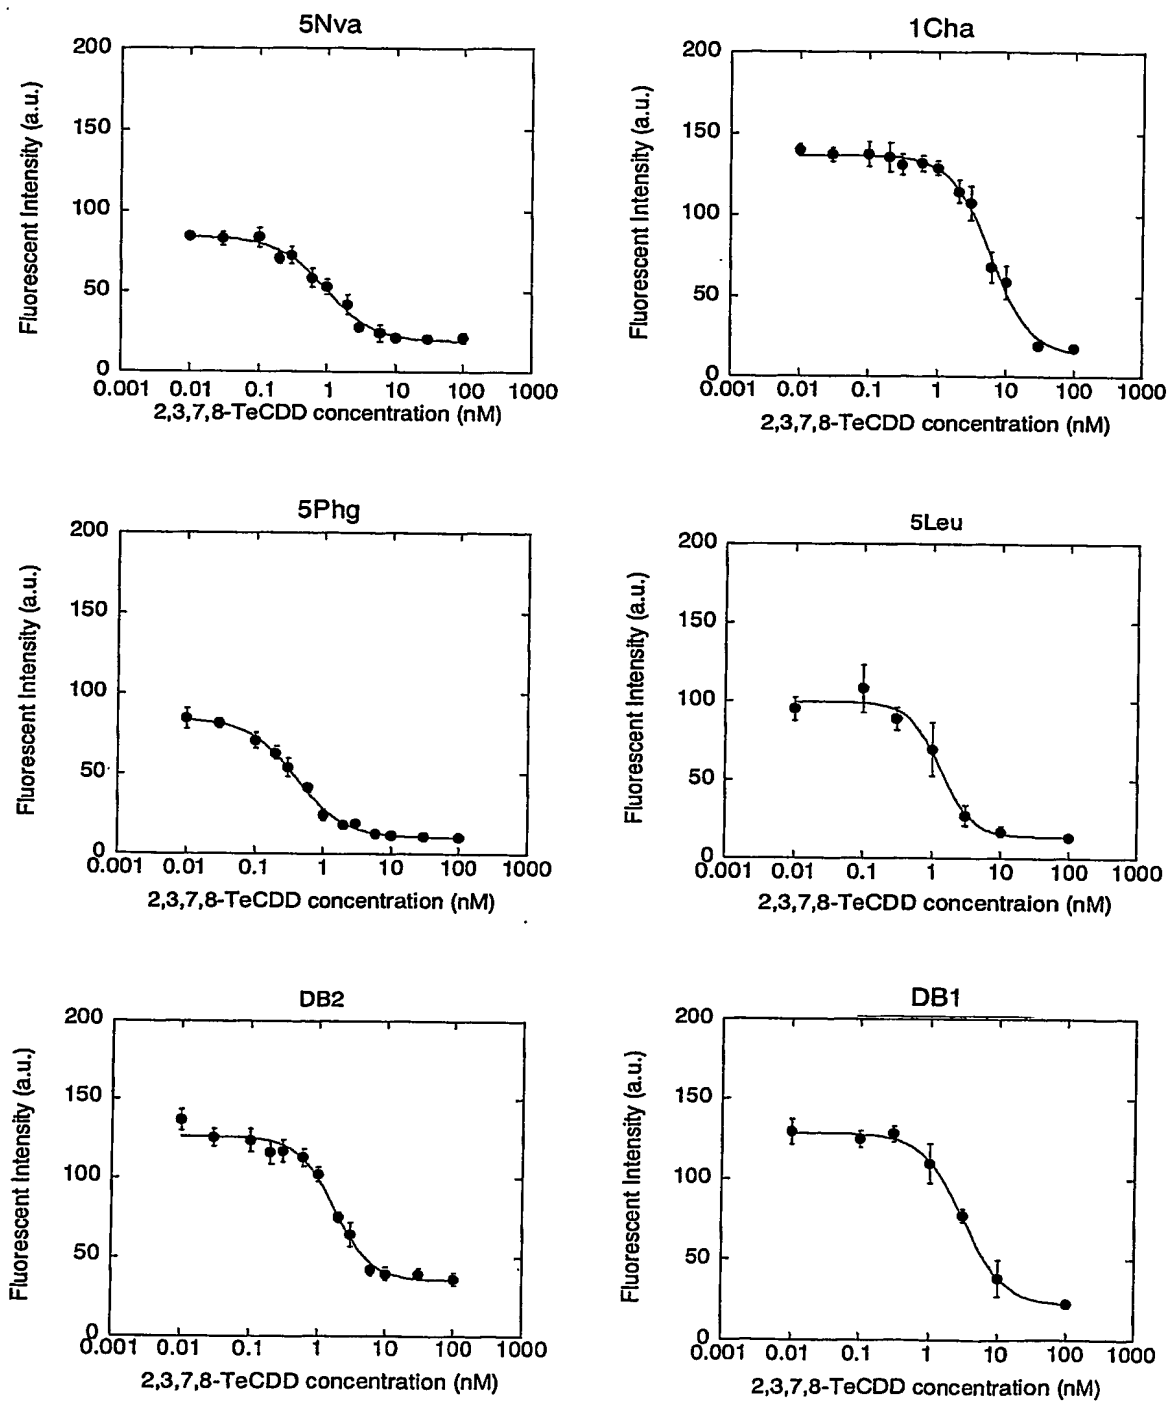 5Nva
200
150
100
50
0
Fluorescent Intensity (a.u.)
0.001 0.01 0.1 1 10 100 1000
2,3,7,8-TeCDD concentration (nM)
1Cha
200
150
100
50
0
Fluorescent Intensity (a.u.)
0.001 0.01 0.1 1 10 100 1000
2,3,7,8-TeCDD concentration (nM)
5Phg
200
150
100
50
0
Fluorescent Intensity (a.u.)
0.001 0.01 0.1 1 10 100 1000
2,3,7,8-TeCDD concentration (nM)
5Leu
200
150
100
50
0
Fluorescent Intensity (a.u.)
0.001 0.01 0.1 1 10 100 1000
2,3,7,8-TeCDD concentraion (nM)
DB2
200
150
100
50
0
Fluorescent Intensity (a.u.)
0.001 0.01 0.1 1 10 100 1000
2,3,7,8-TeCDD concentration (nM)
DB1
200
150
100
50
0
Fluorescent Intensity (a.u.)
0.001 0.01 0.1 1 10 100 1000
2,3,7,8-TeCDD concentration (nM)